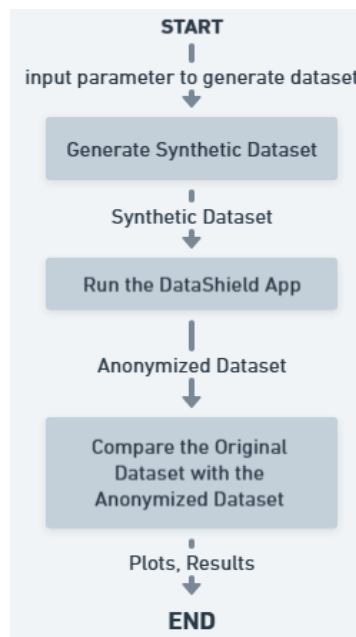 START
input parameter to generate dataset
Generate Synthetic Dataset
Synthetic Dataset
Run the DataShield App
Anonymized Dataset
Compare the Original
Dataset with the
Anonymized Dataset
Plots, Results
END